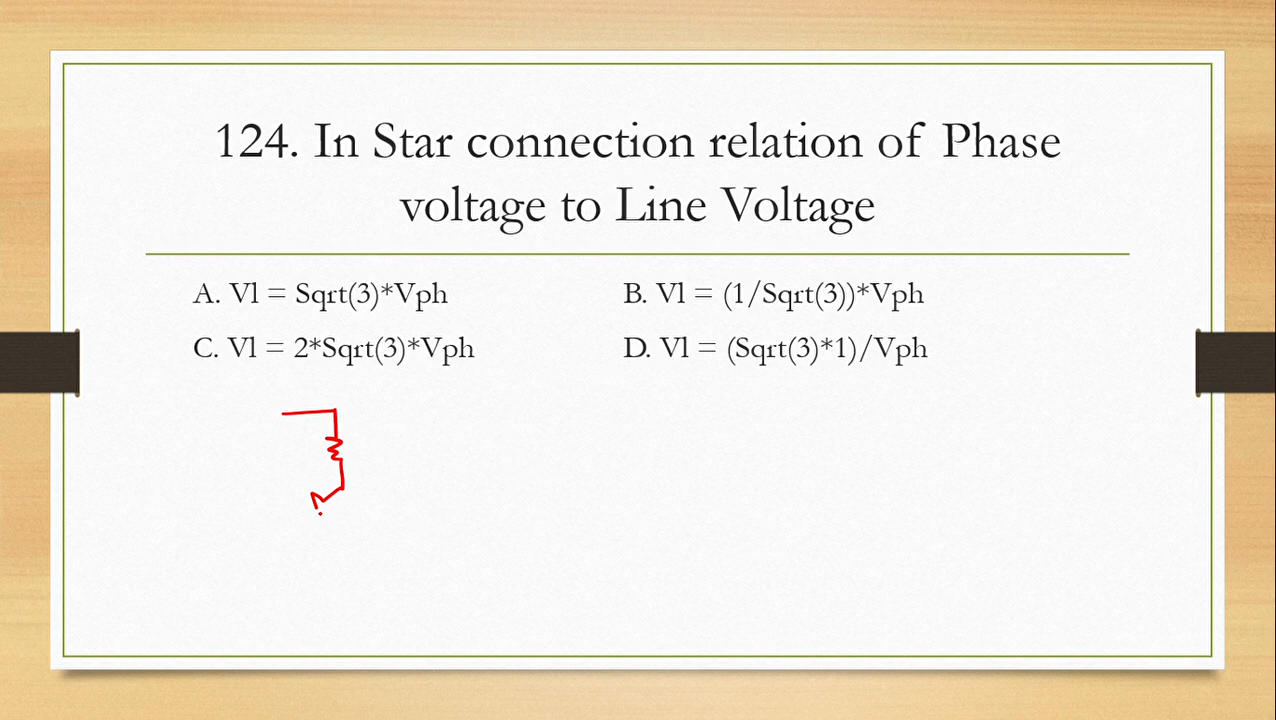 124. In Star connection relation of Phase
voltage to Line Voltage
A. Vl = Sqrt(3)*Vph
B. Vl = (1/Sqrt(3))*Vph
C. Vl = 2*Sqrt(3)*Vph
D. Vl = (Sqrt(3)*1)/Vph